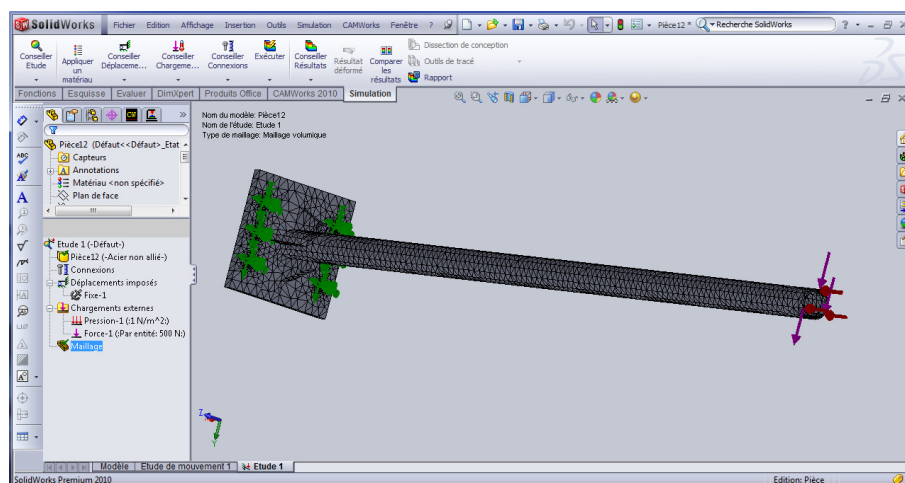 SolidWorks Fichier Edition Affichage Insertion Outils Simulation CAMWorks Fenêtre ? Pièce12 * Recherche SolidWorks ?
Conseiller Etude
Appliquer un matériau
Conseiller Déplaceme...
Conseiller Chargeme...
Conseiller Connexions
Exécuter
Conseiller Résultats
Résultat déformé
Comparer les résultats
Dissection de conception
Outils de tracé
Rapport
Fonctions Esquisse Evaluer DimXpert Produits Office CAMWorks 2010 Simulation
Nom du modèle: Pièce12
Nom de l'étude: Etude 1
Type de maillage: Maillage volumique
Pièce12 (Défaut<<Défaut>_Etat
Capteurs
Annotations
Matériau <non spécifié>
Plan de face
Etude 1 (-Défaut-)
Pièce12 (-Acier non allié-)
Connexions
Déplacements imposés
Fixe-1
Chargements externes
Pression-1 (:1 N/m^2:)
Force-1 (:Par entité: 500 N:)
Maillage
Z
Y
Modèle Etude de mouvement 1 Etude 1
SolidWorks Premium 2010 Edition: Pièce